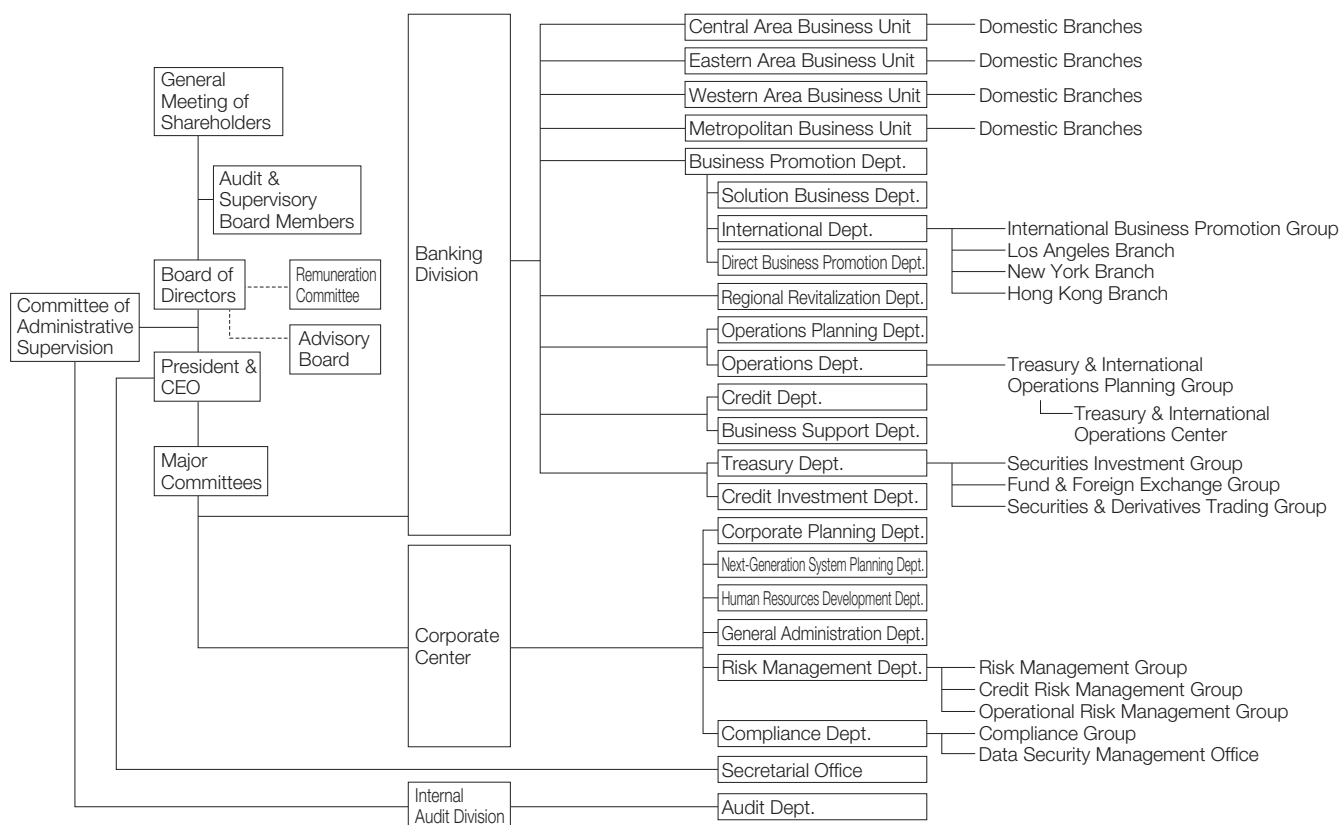 General
Meeting of
Shareholders
Audit &
Supervisory
Board Members
Board of
Directors
Remuneration
Committee
Advisory
Board
Committee of
Administrative
Supervision
President &
CEO
Major
Committees
Banking
Division
Central Area Business Unit
Domestic Branches
Eastern Area Business Unit
Domestic Branches
Western Area Business Unit
Domestic Branches
Metropolitan Business Unit
Domestic Branches
Business Promotion Dept.
Solution Business Dept.
International Dept.
International Business Promotion Group
Los Angeles Branch
New York Branch
Hong Kong Branch
Direct Business Promotion Dept.
Regional Revitalization Dept.
Operations Planning Dept.
Operations Dept.
Treasury & International
Operations Planning Group
Treasury & International
Operations Center
Credit Dept.
Business Support Dept.
Treasury Dept.
Securities Investment Group
Fund & Foreign Exchange Group
Securities & Derivatives Trading Group
Credit Investment Dept.
Corporate
Center
Corporate Planning Dept.
Next-Generation System Planning Dept.
Human Resources Development Dept.
General Administration Dept.
Risk Management Dept.
Risk Management Group
Credit Risk Management Group
Operational Risk Management Group
Compliance Dept.
Compliance Group
Data Security Management Office
Secretarial Office
Internal
Audit Division
Audit Dept.